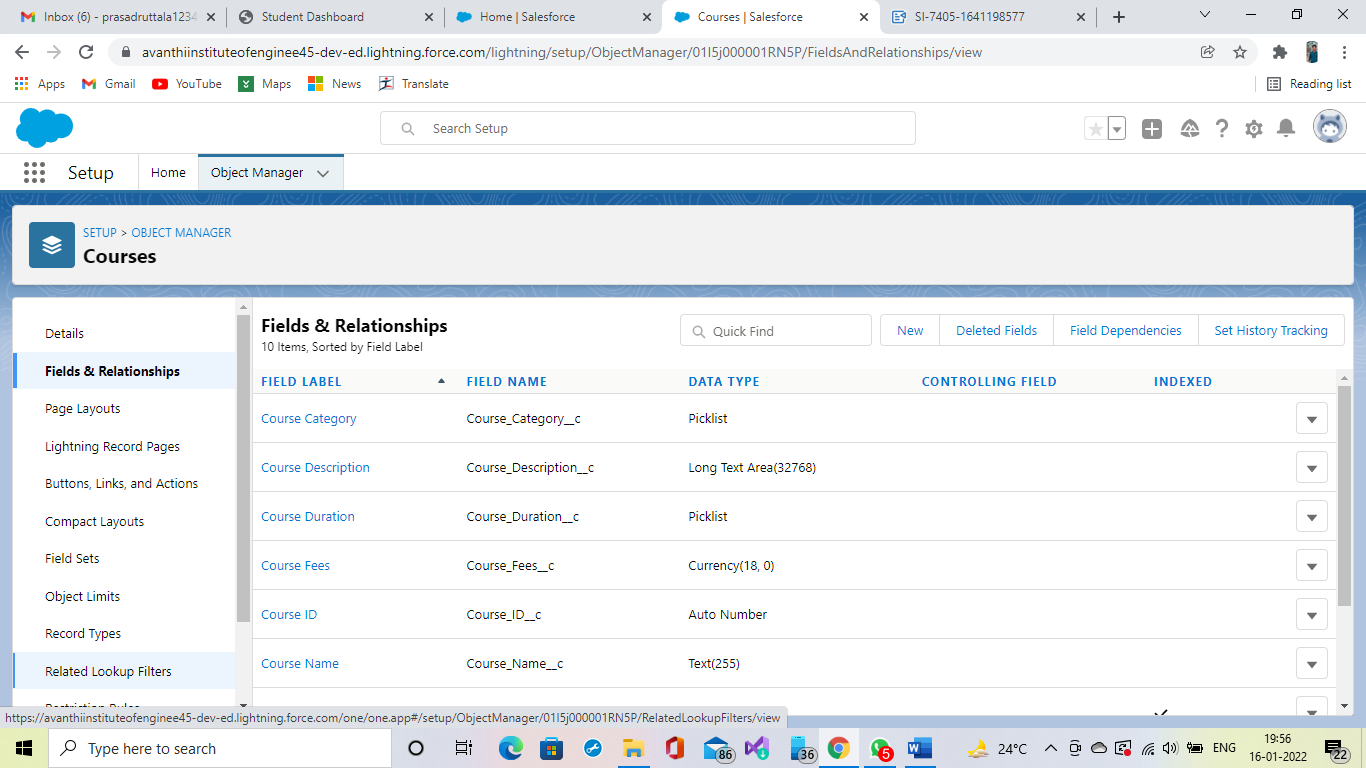 Inbox (6) - prasadruttala1234
Student Dashboard
Home | Salesforce
Courses | Salesforce
SI-7405-1641198577
avanthiinstituteofenginee45-dev-ed.lightning.force.com/lightning/setup/ObjectManager/01I5j000001RN5P/FieldsAndRelationships/view
Apps
Gmail
YouTube
Maps
News
Translate
Reading list
Search Setup
Setup
Home
Object Manager
SETUP > OBJECT MANAGER
Courses
Details
Fields & Relationships
Page Layouts
Lightning Record Pages
Buttons, Links, and Actions
Compact Layouts
Field Sets
Object Limits
Record Types
Related Lookup Filters
Restriction Rules
Fields & Relationships
10 Items, Sorted by Field Label
Quick Find
New
Deleted Fields
Field Dependencies
Set History Tracking
FIELD LABEL FIELD NAME DATA TYPE CONTROLLING FIELD INDEXED
Course Category Course_Category__c Picklist
Course Description Course_Description__c Long Text Area(32768)
Course Duration Course_Duration__c Picklist
Course Fees Course_Fees__c Currency(18, 0)
Course ID Course_ID__c Auto Number
Course Name Course_Name__c Text(255)
https://avanthiinstituteofenginee45-dev-ed.lightning.force.com/one/one.app#/setup/ObjectManager/01I5j000001RN5P/RelatedLookupFilters/view
Type here to search
86
36
5
24°C
ENG
19:56
16-01-2022
22